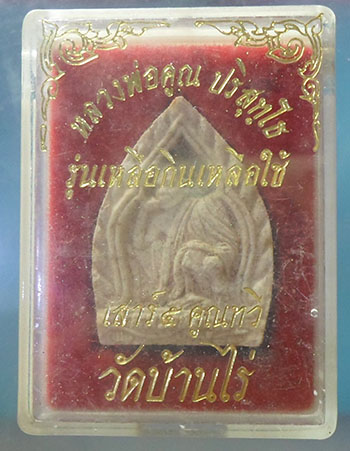 หลวงพ่อคูณ ปริสุทโธ
รุ่นเหลือกินเหลือใช้
เสาร์๕ คูณทวี
วัดบ้านไร่